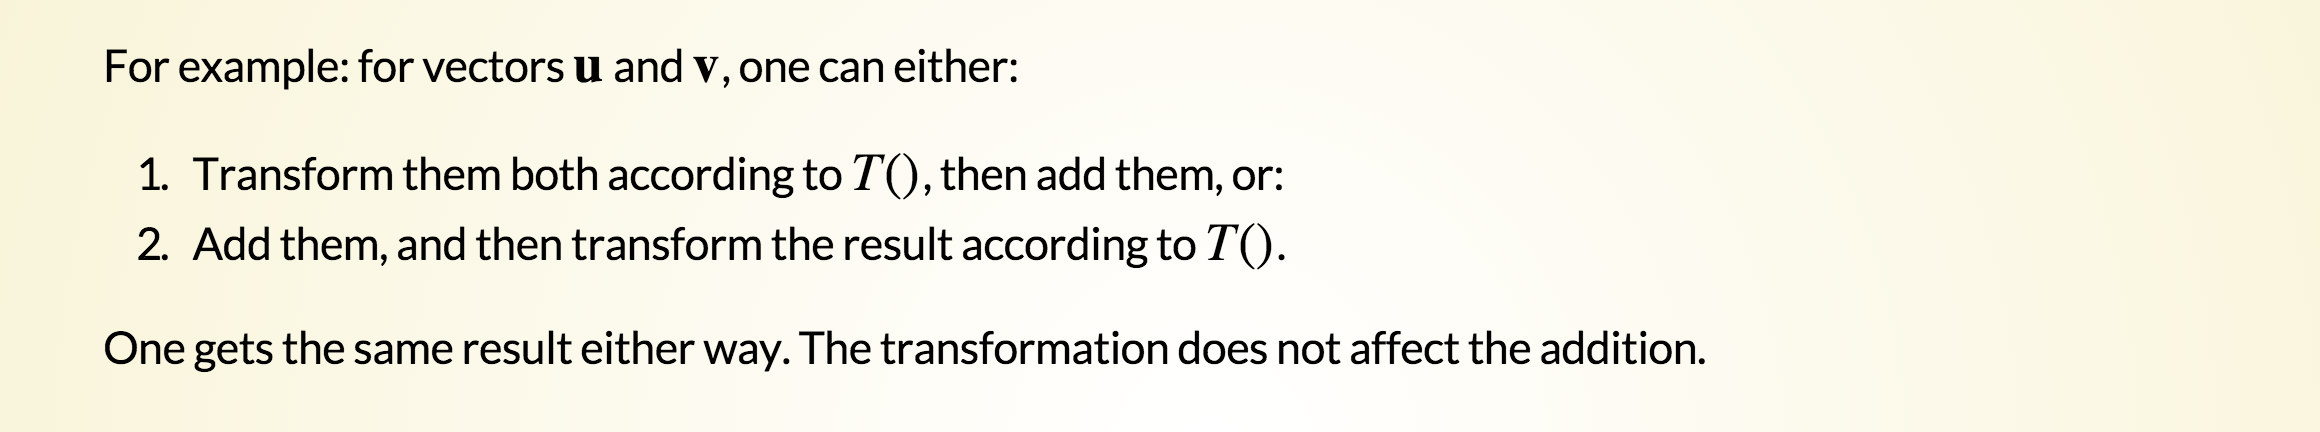 For example: for vectors u and v, one can either:
1. Transform them both according to T(), then add them, or:
2. Add them, and then transform the result according to T().
One gets the same result either way. The transformation does not affect the addition.